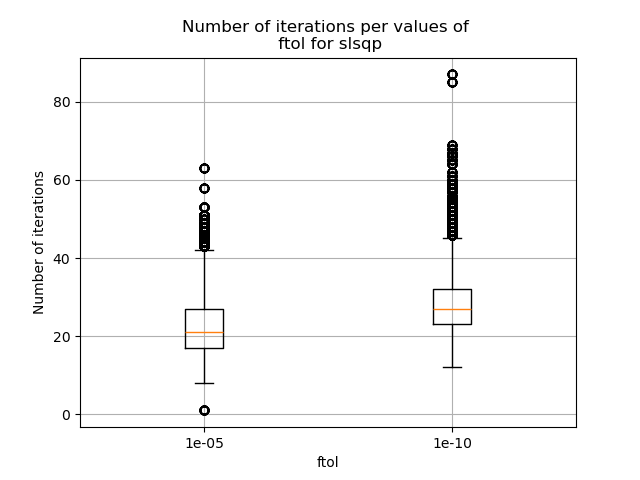 Number of iterations per values of
ftol for slsqp
Number of iterations
80
60
40
20
0
1e-05 1e-10
ftol